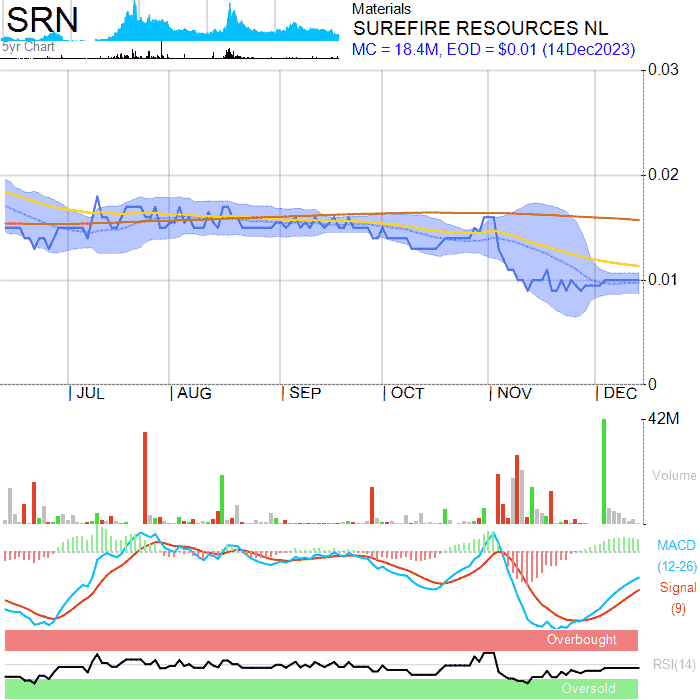 SRN
5yr Chart
Materials
SUREFIRE RESOURCES NL
MC = 18.4M, EOD = $0.01 (14Dec2023)
0.03
0.02
0.01
0
JUL AUG SEP OCT NOV DEC
42M
Volume
MACD
(12-26)
Signal
(9)
Overbought
RSI(14)
Oversold